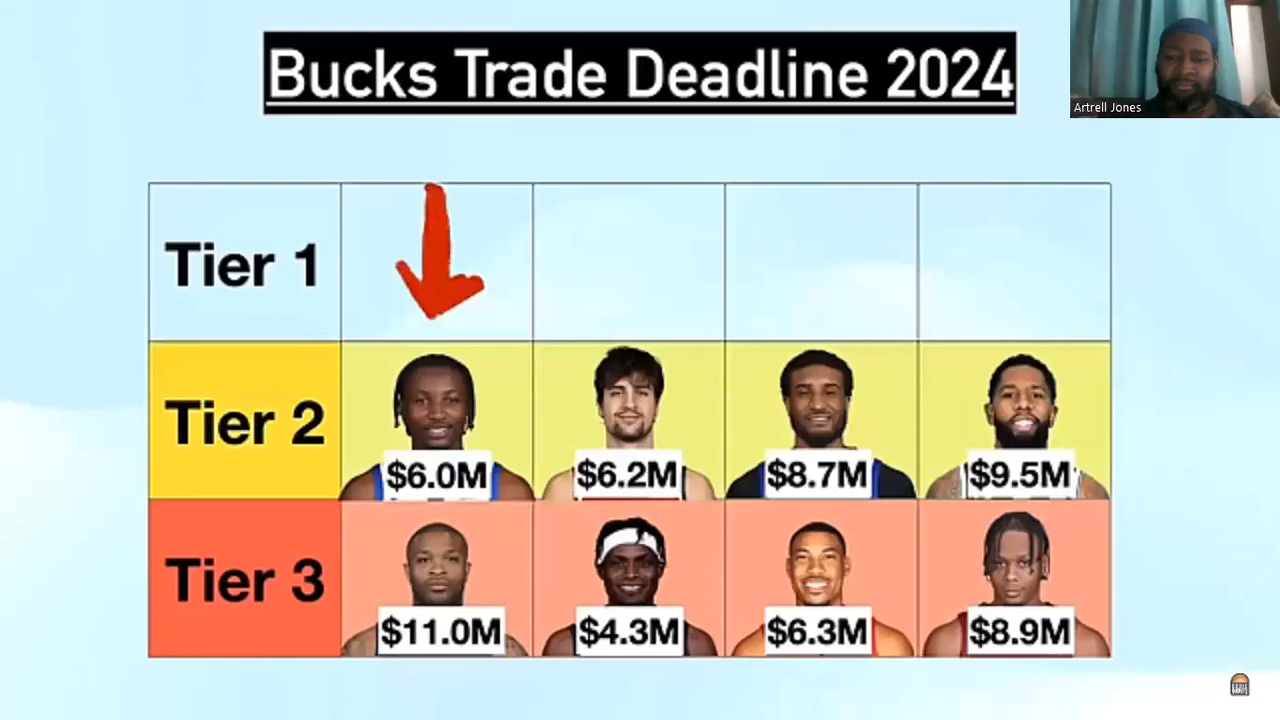 Bucks Trade Deadline 2024
Artrell Jones
Tier 1
Tier 2
$6.0M
$6.2M
$8.7M
$9.5M
Tier 3
$11.0M
$4.3M
$6.3M
$8.9M